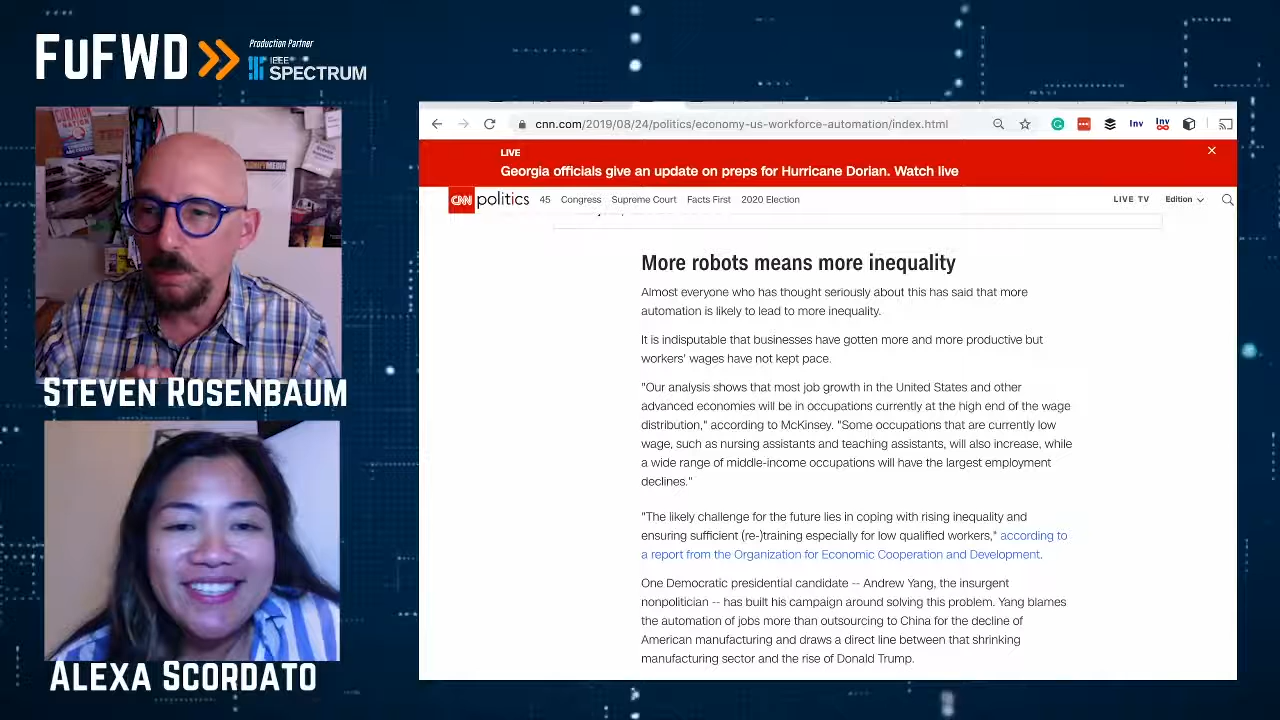 FUFWD
Production Partner
IEEE
SPECTRUM
CURATION
NATION
TED
STEVEN ROSENBAUM
ALEXA SCORDATO
cnn.com/2019/08/24/politics/economy-us-workforce-automation/index.html
Inv
Inv
LIVE
Georgia officials give an update on preps for Hurricane Dorian. Watch live
CNN politics 45 Congress Supreme Court Facts First 2020 Election LIVE TV Edition
More robots means more inequality
Almost everyone who has thought seriously about this has said that more
automation is likely to lead to more inequality.
It is indisputable that businesses have gotten more and more productive but
workers' wages have not kept pace.
"Our analysis shows that most job growth in the United States and other
advanced economies will be in occupations currently at the high end of the wage
distribution," according to McKinsey. "Some occupations that are currently low
wage, such as nursing assistants and teaching assistants, will also increase, while
a wide range of middle-income occupations will have the largest employment
declines."
"The likely challenge for the future lies in coping with rising inequality and
ensuring sufficient (re-)training especially for low qualified workers," according to
a report from the Organization for Economic Cooperation and Development.
One Democratic presidential candidate -- Andrew Yang, the insurgent
nonpolitician -- has built his campaign around solving this problem. Yang blames
the automation of jobs more than outsourcing to China for the decline of
American manufacturing and draws a direct line between that shrinking
manufacturing sector and the rise of Donald Trump.